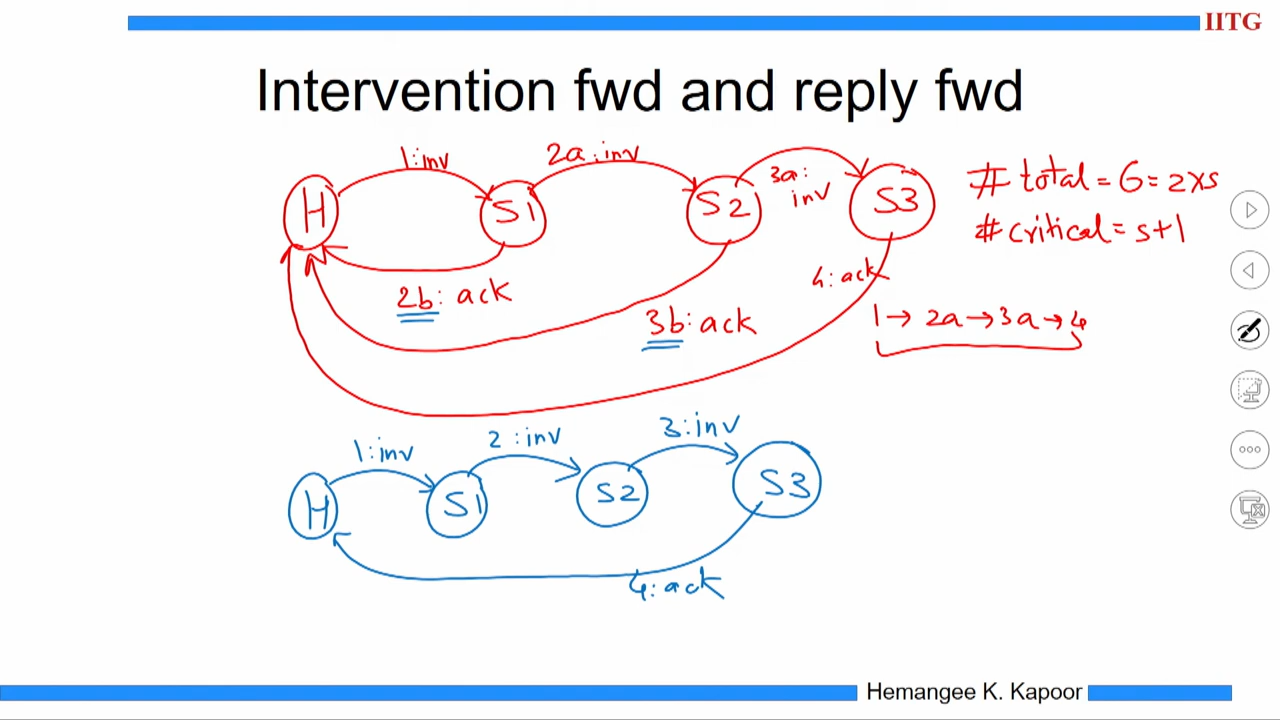 IITG
Intervention fwd and reply fwd
1:inv
2a:inv
3a:
inv
H
S1
S2
S3
# total = 6 = 2xs
# critical = s+1
2b: ack
3b: ack
4: ack
1 → 2a → 3a → 4
1:inv
2:inv
3:inv
H
S1
S2
S3
4: ack
Hemangee K. Kapoor